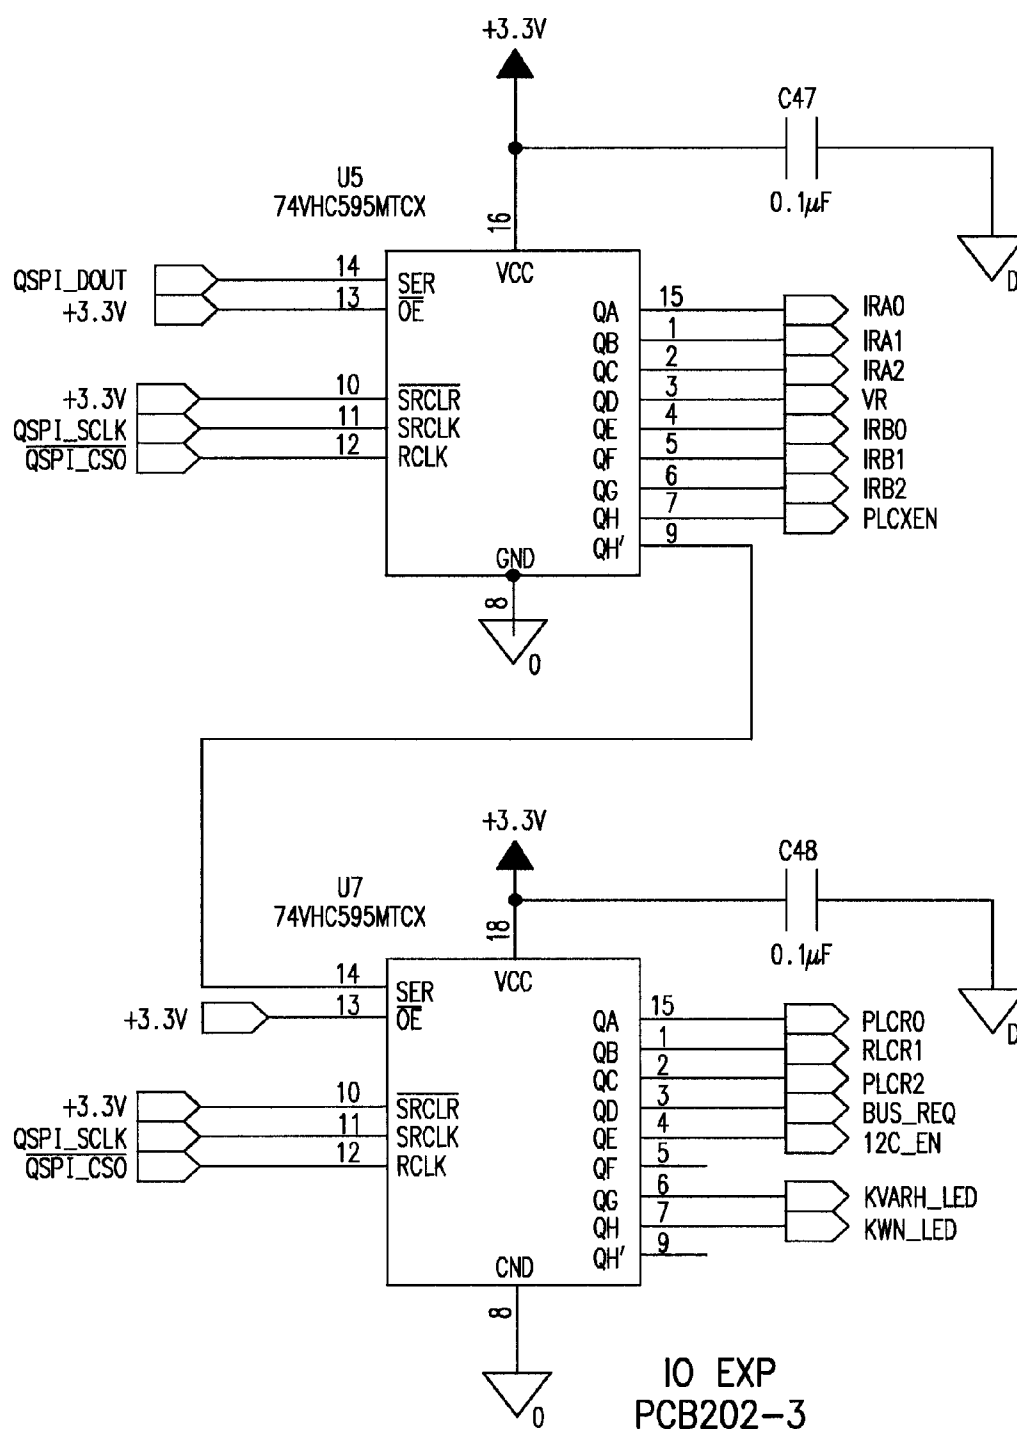 +3.3V
C47
0.1µF
U5
74VHC595MTCX
16
VCC
D
QSPI_DOUT 14 SER
+3.3V 13 OE
+3.3V 10 SRCLR
QSPI_SCLK 11 SRCLK
QSPI_CSO 12 RCLK
QA 15 IRA0
QB 1 IRA1
QC 2 IRA2
QD 3 VR
QE 4 IRB0
QF 5 IRB1
QG 6 IRB2
QH 7 PLCXEN
QH' 9
GND
8
0
+3.3V
C48
0.1µF
U7
74VHC595MTCX
18
VCC
D
14 SER
+3.3V 13 OE
+3.3V 10 SRCLR
QSPI_SCLK 11 SRCLK
QSPI_CSO 12 RCLK
QA 15 PLCR0
QB 1 RLCR1
QC 2 PLCR2
QD 3 BUS_REQ
QE 4 12C_EN
QF 5
QG 6 KVARH_LED
QH 7 KWN_LED
QH' 9
CND
8
0
IO EXP
PCB202-3